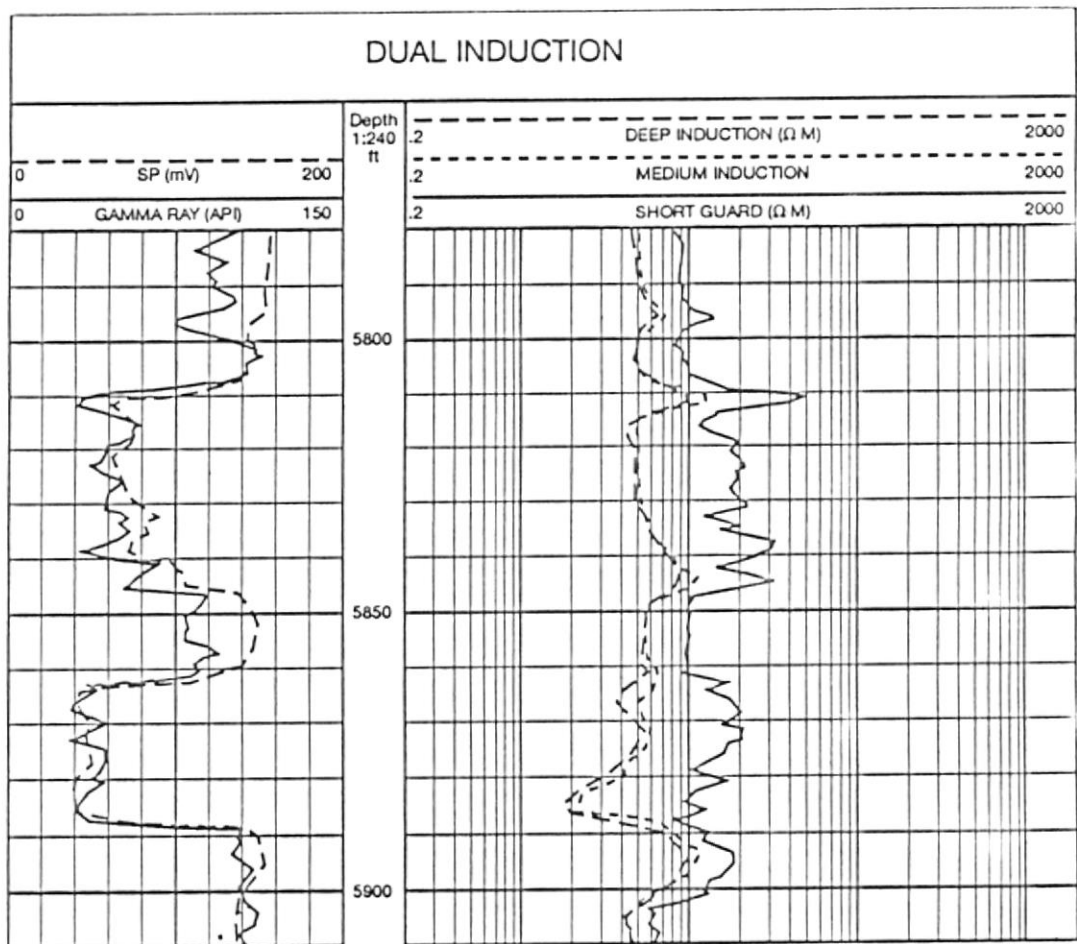 DUAL INDUCTION
Depth
1:240
ft
.2 DEEP INDUCTION (Ω M) 2000
0 SP (mV) 200
.2 MEDIUM INDUCTION 2000
0 GAMMA RAY (API) 150
.2 SHORT GUARD (Ω M) 2000
5800
5850
5900